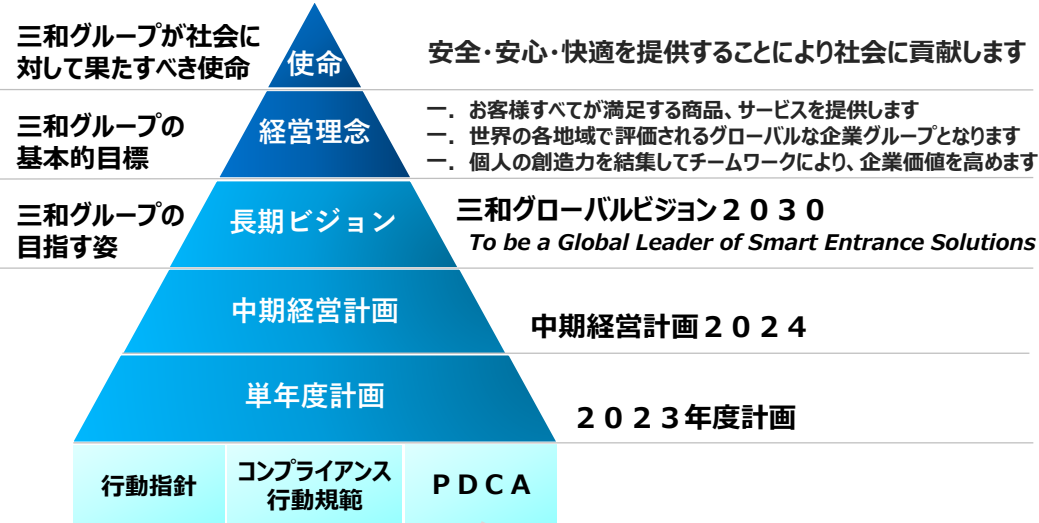 三和グループが社会に
対して果たすべき使命
使命
安全・安心・快適を提供することにより社会に貢献します
三和グループの
基本的目標
経営理念
一．お客様すべてが満足する商品、サービスを提供します
一．世界の各地域で評価されるグローバルな企業グループとなります
一．個人の創造力を結集してチームワークにより、企業価値を高めます
三和グループの
目指す姿
長期ビジョン
三和グローバルビジョン２０３０
To be a Global Leader of Smart Entrance Solutions
中期経営計画
中期経営計画２０２４
単年度計画
２０２３年度計画
行動指針
コンプライアンス
行動規範
ＰＤＣＡ